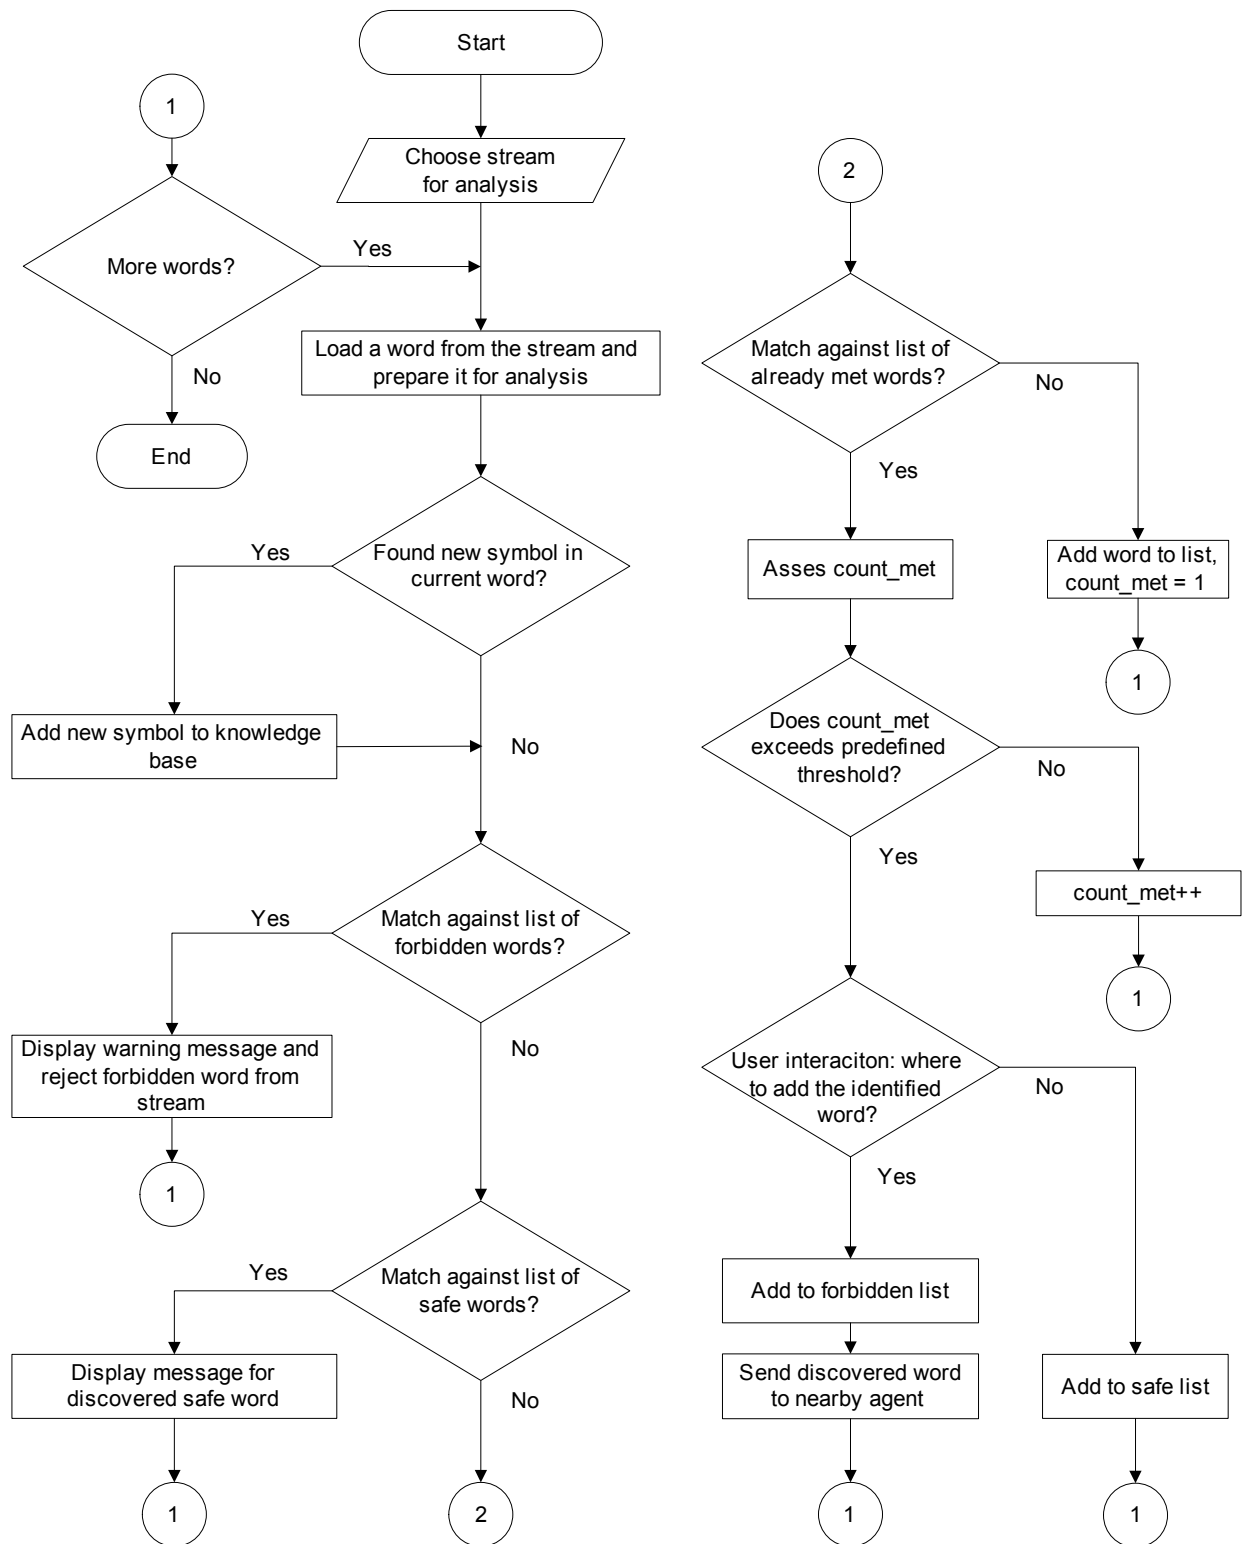 Start
1
Choose stream
for analysis
Yes
More words?
Load a word from the stream and
prepare it for analysis
No
End
Found new symbol in
current word?
Yes
Add new symbol to knowledge
base
No
Match against list of
forbidden words?
Yes
Display warning message and
reject forbidden word from
stream
No
1
Match against list of
safe words?
Yes
Display message for
discovered safe word
No
1
2
2
Match against list of
already met words?
No
Yes
Asses count_met
Add word to list,
count_met = 1
1
Does count_met
exceeds predefined
threshold?
No
Yes
count_met++
1
User interaciton: where
to add the identified
word?
No
Yes
Add to forbidden list
Send discovered word
to nearby agent
Add to safe list
1
1